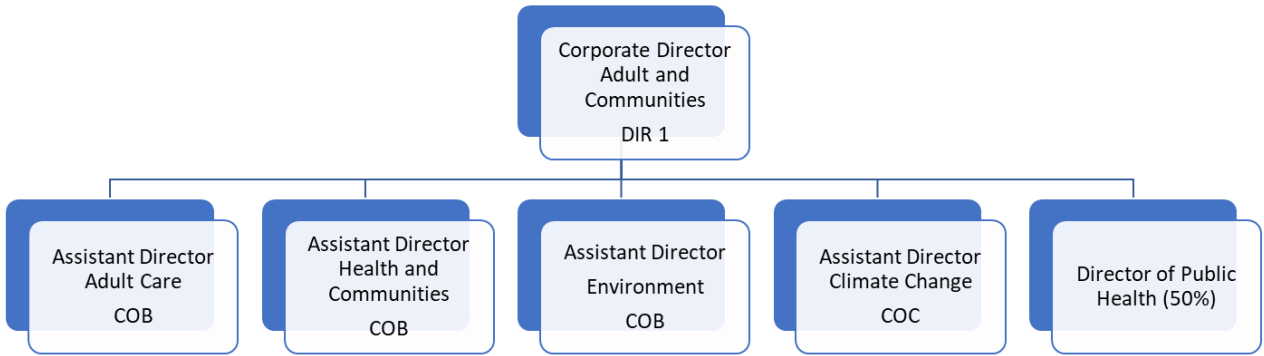 Corporate Director
Adult and
Communities
DIR 1
Assistant Director
Adult Care
COB
Assistant Director
Health and
Communities
COB
Assistant Director
Environment
COB
Assistant Director
Climate Change
COC
Director of Public
Health (50%)